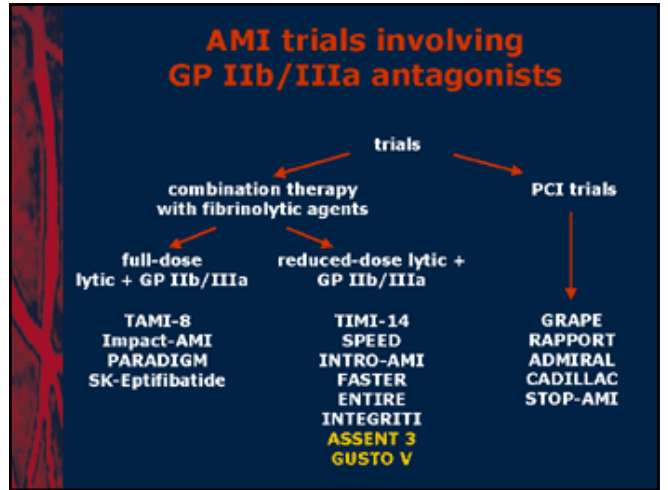 AMI trials involving
GP IIb/IIIa antagonists
trials
combination therapy
with fibrinolytic agents
PCI trials
full-dose
lytic + GP IIb/IIIa
reduced-dose lytic +
GP IIb/IIIa
TAMI-8
Impact-AMI
PARADIGM
SK-Eptifibatide
TIMI-14
SPEED
INTRO-AMI
FASTER
ENTIRE
INTEGRITI
ASSENT 3
GUSTO V
GRAPE
RAPPORT
ADMIRAL
CADILLAC
STOP-AMI